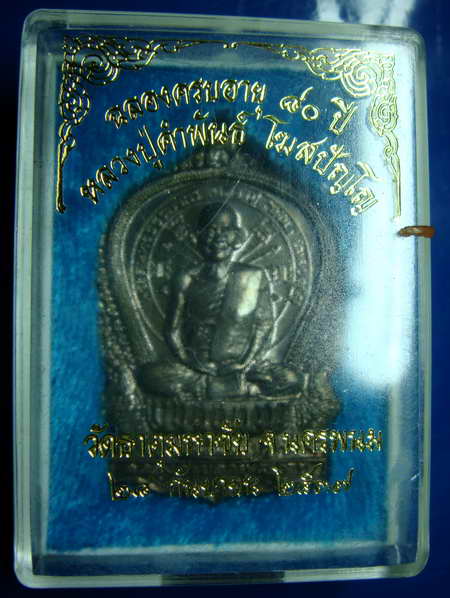 ฉลองครบอายุ ๘๐ ปี
หลวงปู่คำพันธ์ โฆสปัญโญ
วัดธาตุมหาชัย จ.นครพนม
๒๘ กันยายน ๒๕๓๗